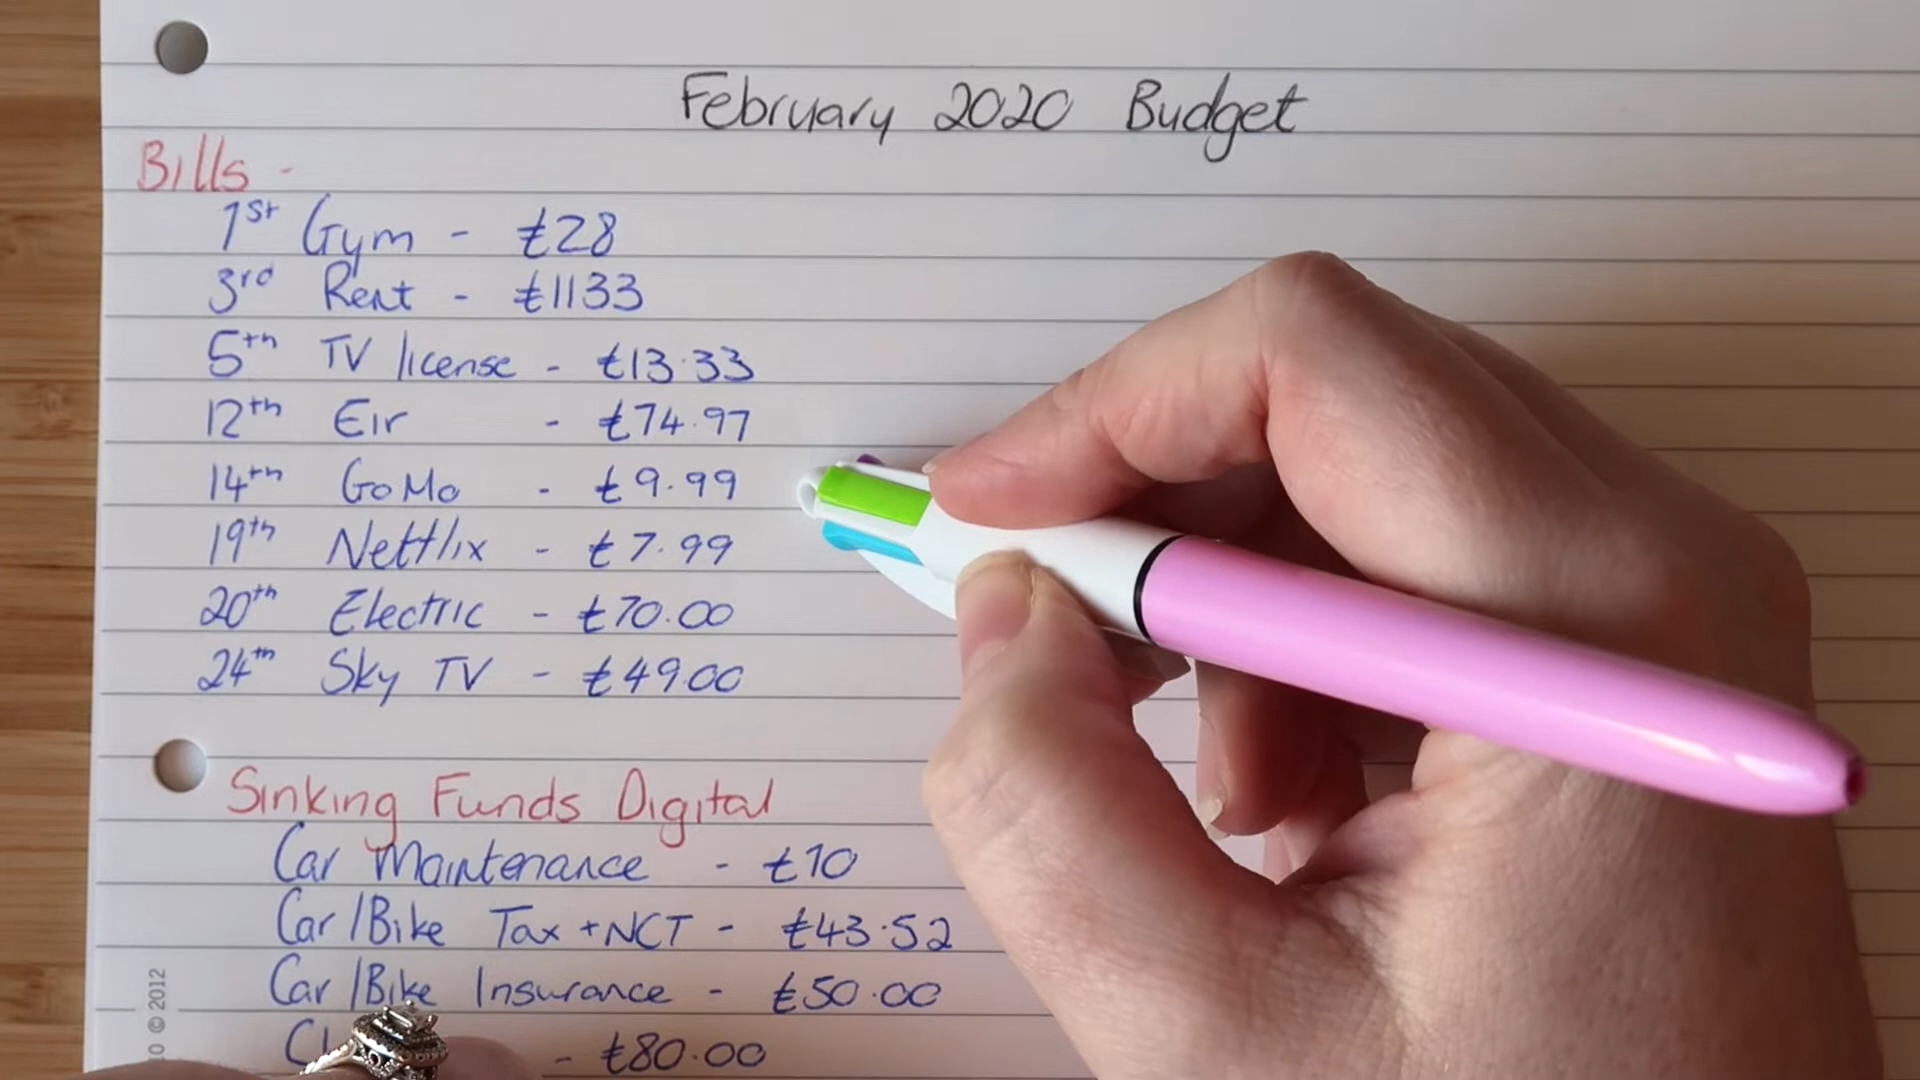 February 2020 Budget
Bills -
1st Gym - €28
3rd Rent - €1133
5th TV license - €13.33
12th Eir - €74.97
14th GoMo - €9.99
19th Netflix - €7.99
20th Electric - €70.00
24th Sky TV - €49.00
Sinking Funds Digital
Car Maintenance - €10
Car/Bike Tax + NCT - €43.52
Car/Bike Insurance - €50.00
- €80.00
© 2012